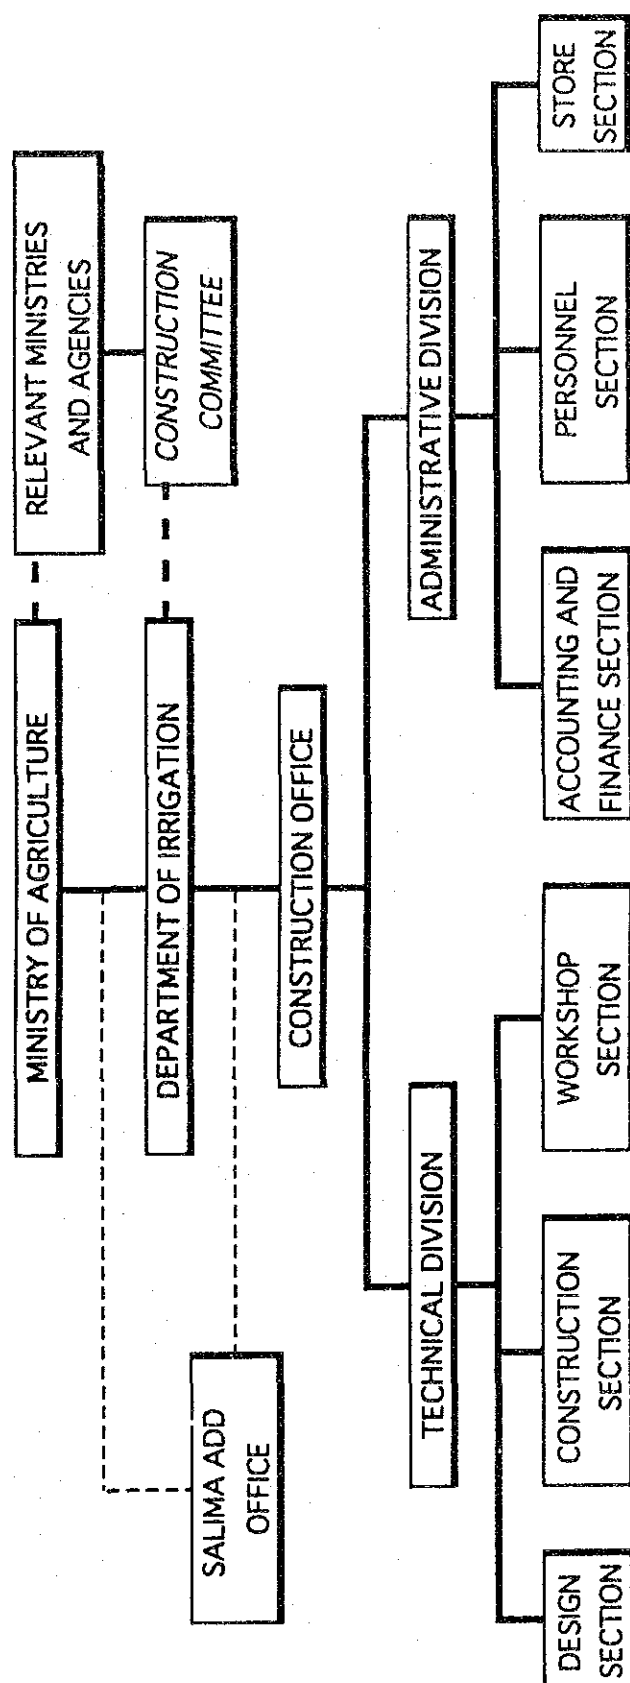 MINISTRY OF AGRICULTURE
RELEVANT MINISTRIES
AND AGENCIES
DEPARTMENT OF IRRIGATION
CONSTRUCTION
COMMITTEE
SALIMA ADD
OFFICE
CONSTRUCTION OFFICE
TECHNICAL DIVISION
ADMINISTRATIVE DIVISION
DESIGN
SECTION
CONSTRUCTION
SECTION
WORKSHOP
SECTION
ACCOUNTING AND
FINANCE SECTION
PERSONNEL
SECTION
STORE
SECTION